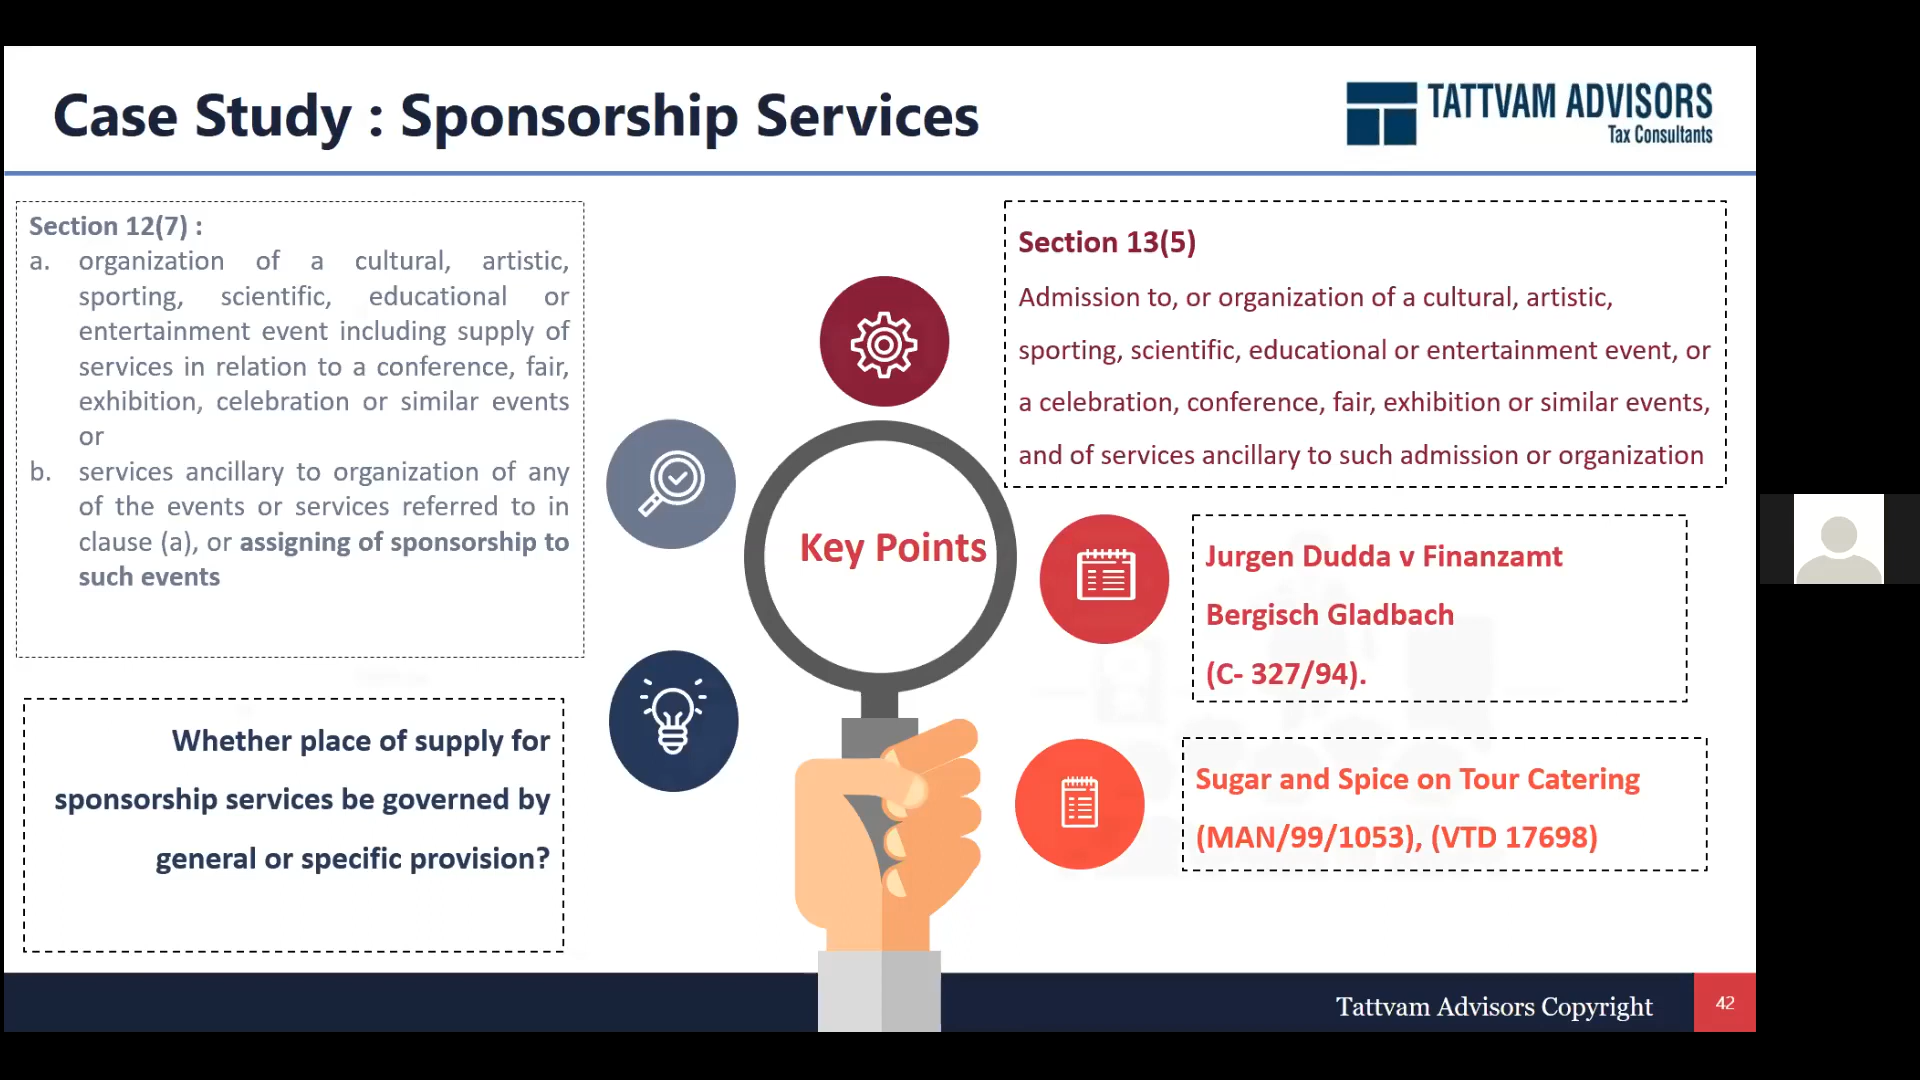 Case Study : Sponsorship Services
TATTVAM ADVISORS
Tax Consultants
Section 12(7) :
a. organization of a cultural, artistic,
sporting, scientific, educational or
entertainment event including supply of
services in relation to a conference, fair,
exhibition, celebration or similar events
or
b. services ancillary to organization of any
of the events or services referred to in
clause (a), or assigning of sponsorship to
such events
Whether place of supply for
sponsorship services be governed by
general or specific provision?
Key Points
Section 13(5)
Admission to, or organization of a cultural, artistic,
sporting, scientific, educational or entertainment event, or
a celebration, conference, fair, exhibition or similar events,
and of services ancillary to such admission or organization
Jurgen Dudda v Finanzamt
Bergisch Gladbach
(C- 327/94).
Sugar and Spice on Tour Catering
(MAN/99/1053), (VTD 17698)
Tattvam Advisors Copyright
42